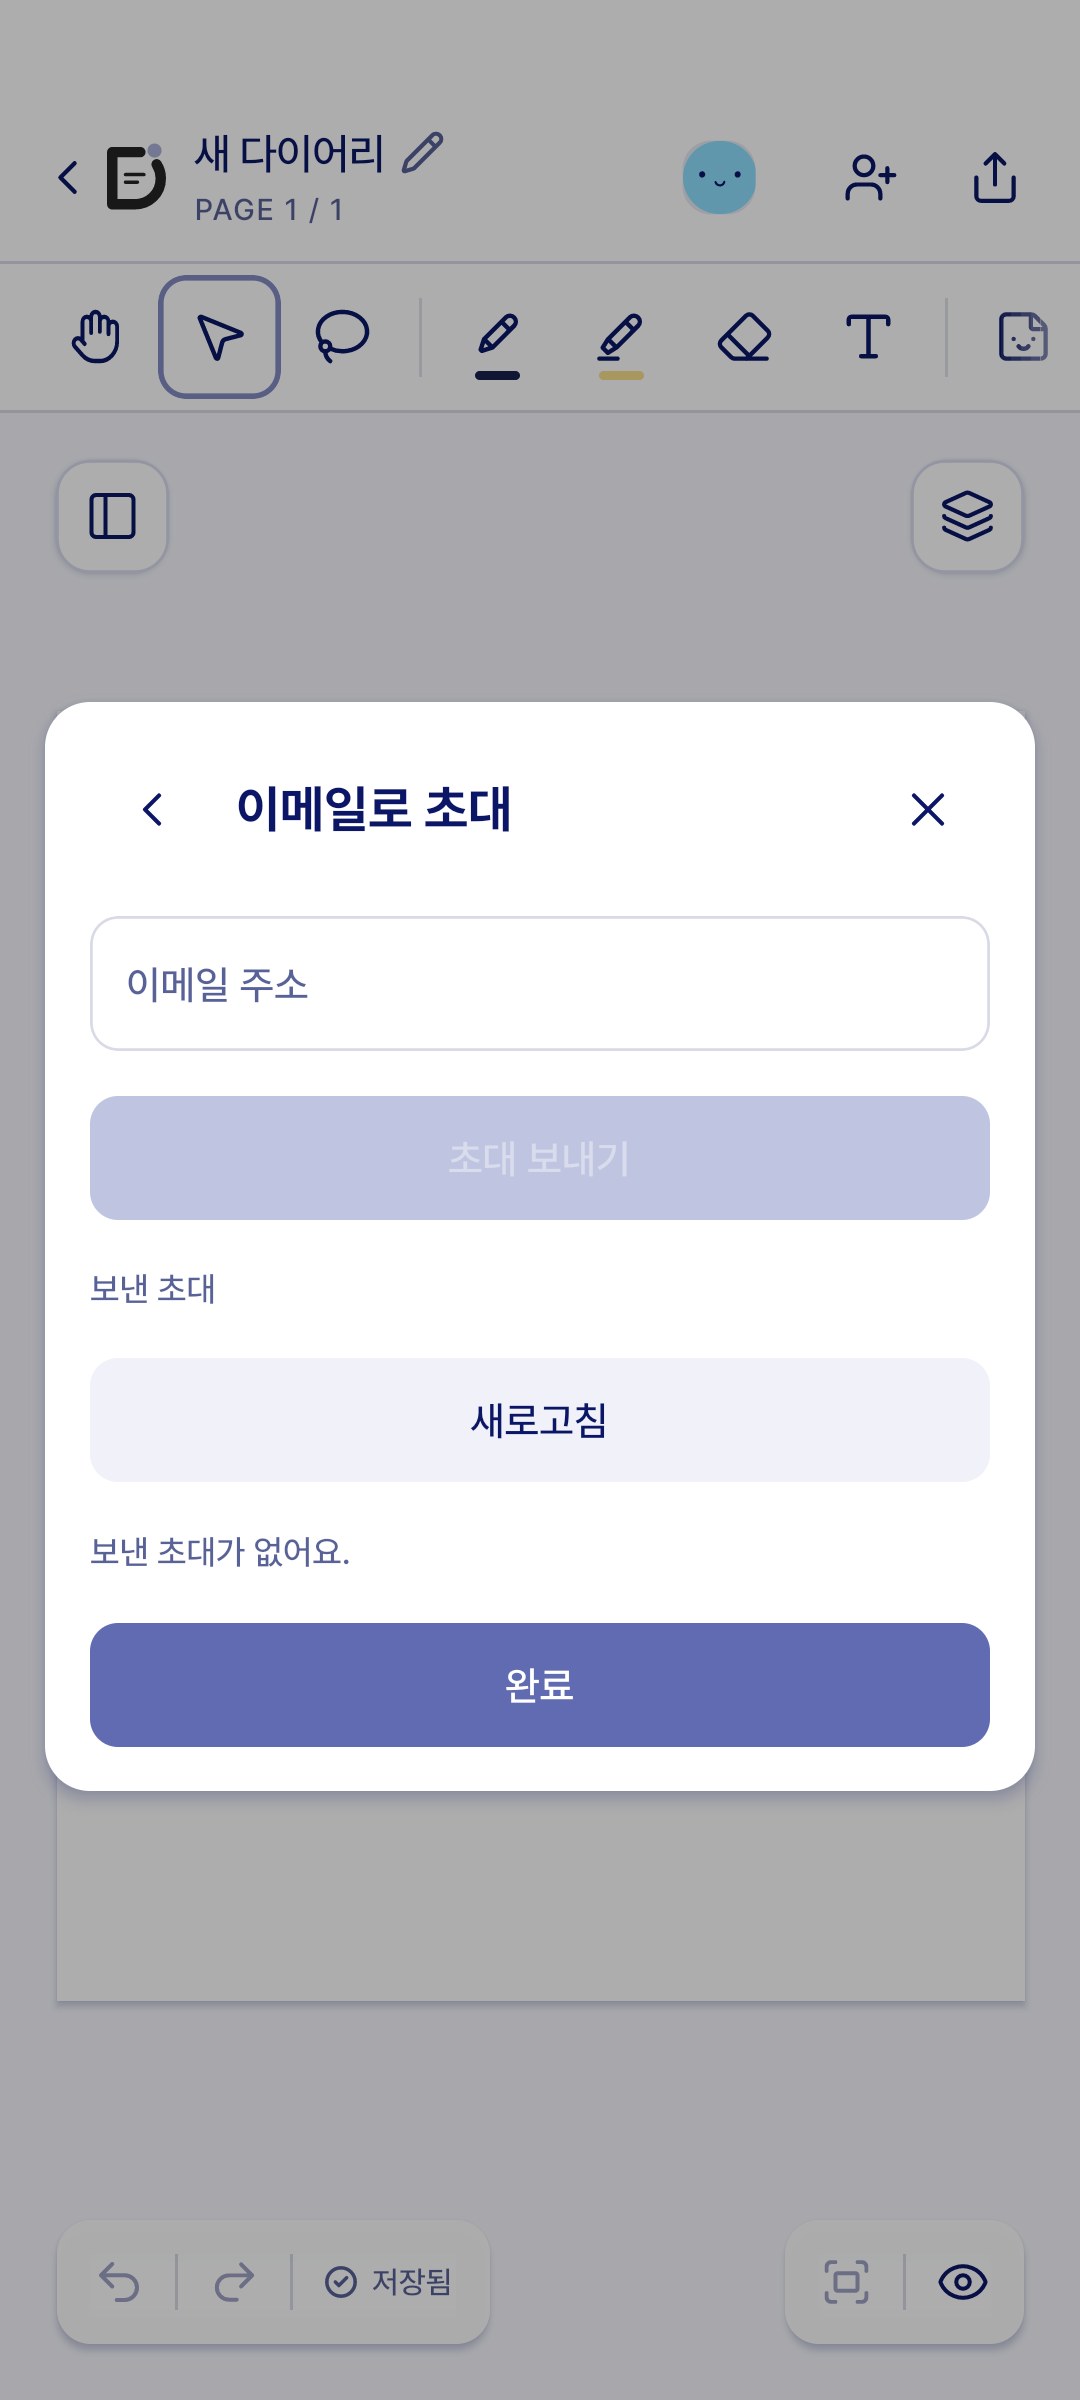 새 다이어리
PAGE 1 / 1
이메일로 초대
이메일 주소
초대 보내기
보낸 초대
새로고침
보낸 초대가 없어요.
완료
저장됨